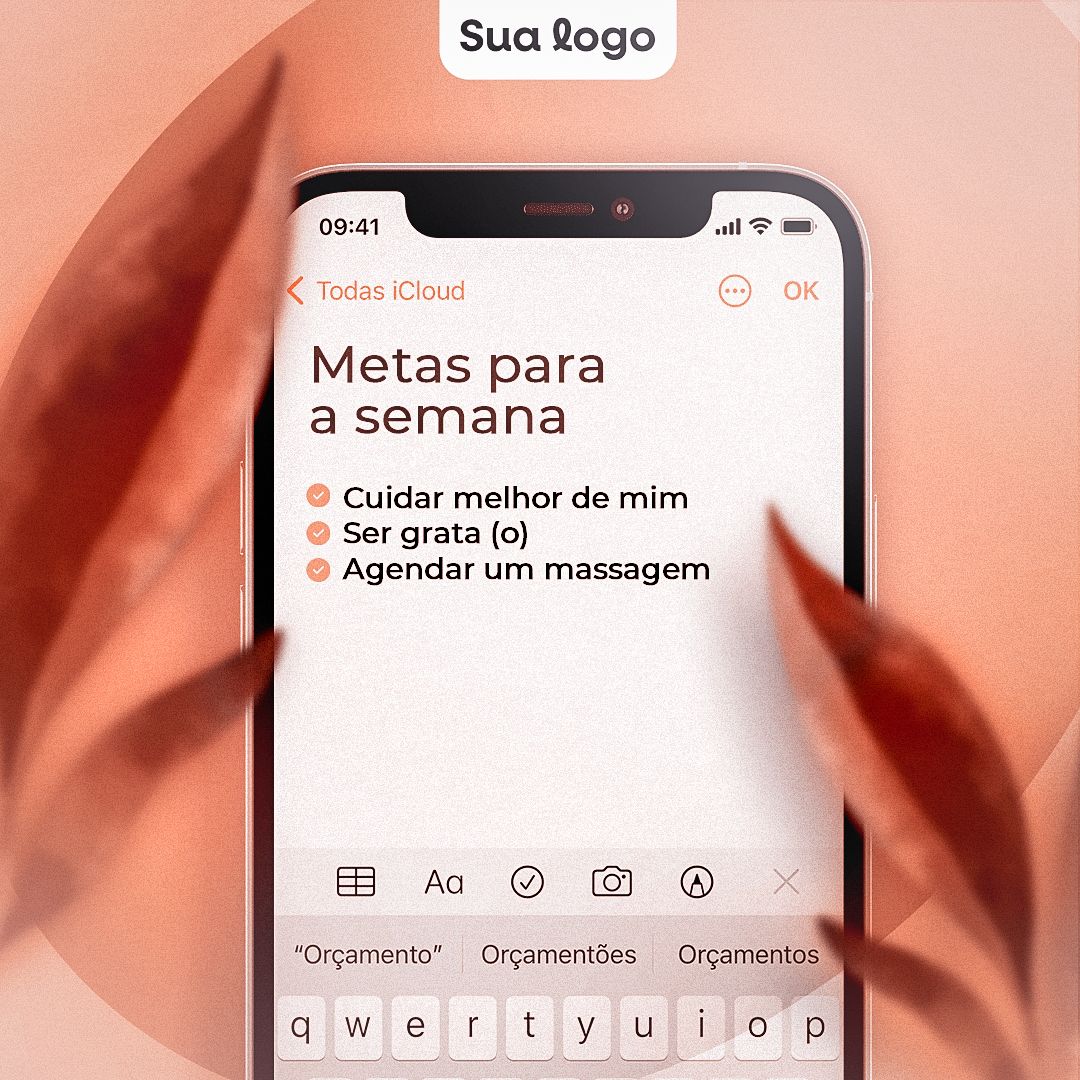 Sua logo
09:41
Todas iCloud
OK
Metas para
a semana
Cuidar melhor de mim
Ser grata (o)
Agendar um massagem
Aa
“Orçamento”
Orçamentões
Orçamentos
q w e r t y u i o p